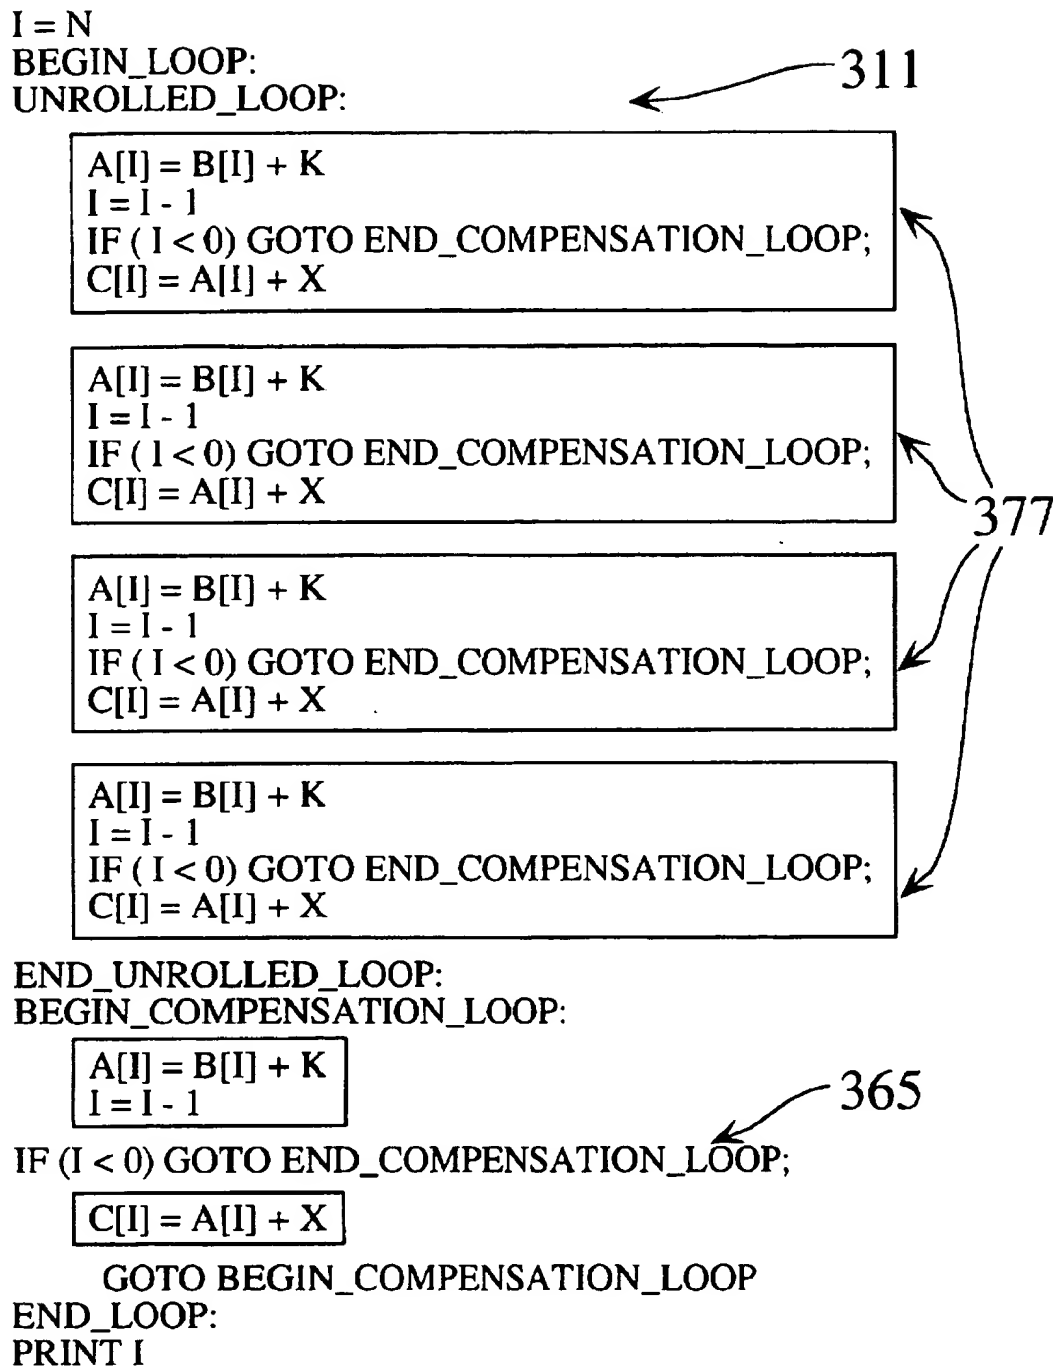 I = N
BEGIN_LOOP:
UNROLLED_LOOP:
311
A[I] = B[I] + K
I = I - 1
IF ( I < 0) GOTO END_COMPENSATION_LOOP;
C[I] = A[I] + X
A[I] = B[I] + K
I = I - 1
IF ( I < 0) GOTO END_COMPENSATION_LOOP;
C[I] = A[I] + X
377
A[I] = B[I] + K
I = I - 1
IF ( I < 0) GOTO END_COMPENSATION_LOOP;
C[I] = A[I] + X
A[I] = B[I] + K
I = I - 1
IF ( I < 0) GOTO END_COMPENSATION_LOOP;
C[I] = A[I] + X
END_UNROLLED_LOOP:
BEGIN_COMPENSATION_LOOP:
A[I] = B[I] + K
I = I - 1
365
IF (I < 0) GOTO END_COMPENSATION_LOOP;
C[I] = A[I] + X
GOTO BEGIN_COMPENSATION_LOOP
END_LOOP:
PRINT I